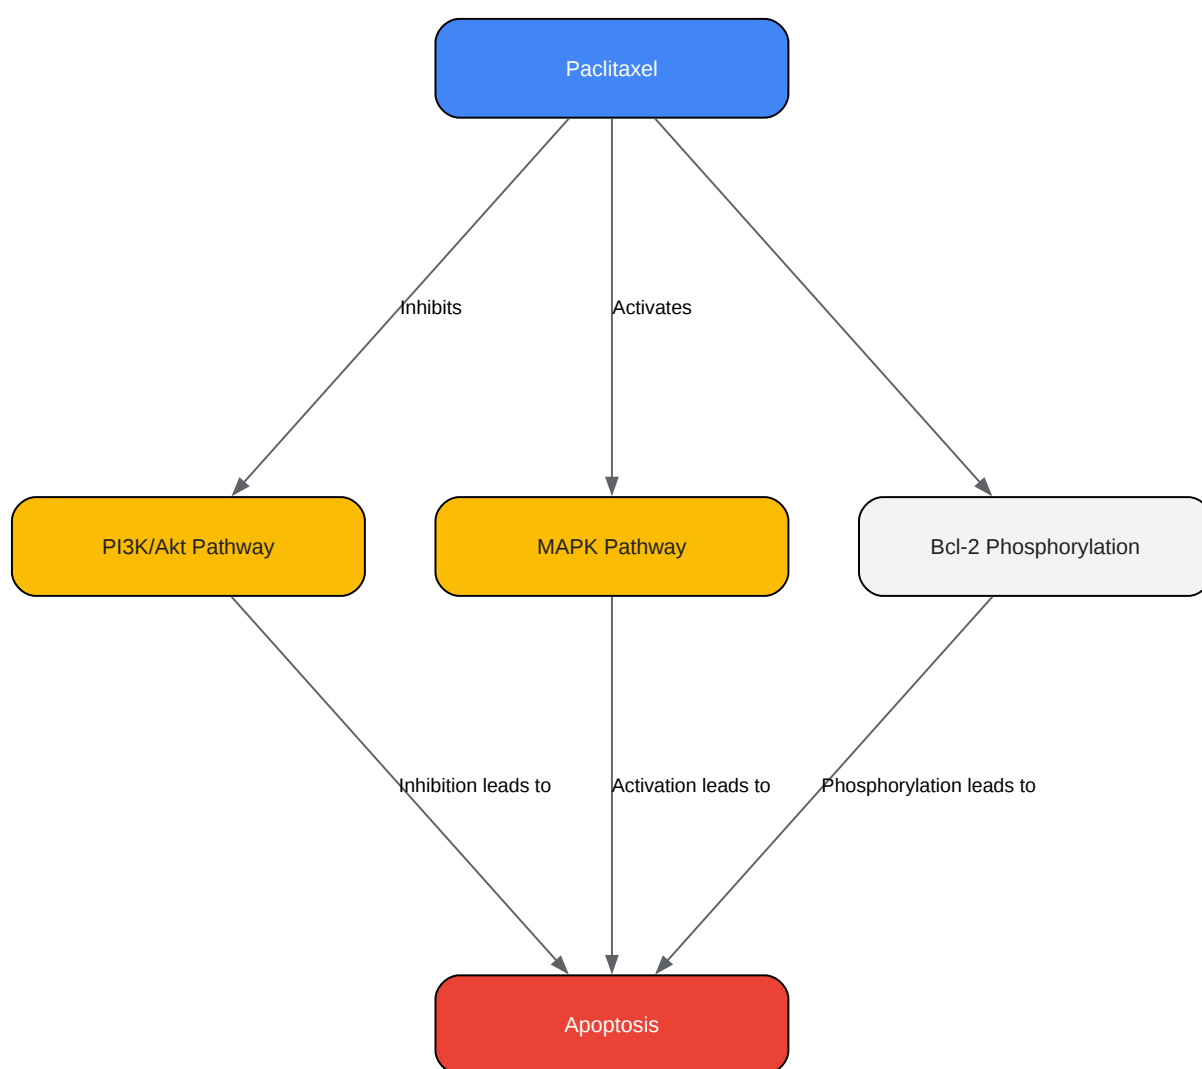 Paclitaxel
Inhibits
Activates
PI3K/Akt Pathway
MAPK Pathway
Bcl-2 Phosphorylation
Inhibition leads to
Activation leads to
Phosphorylation leads to
Apoptosis